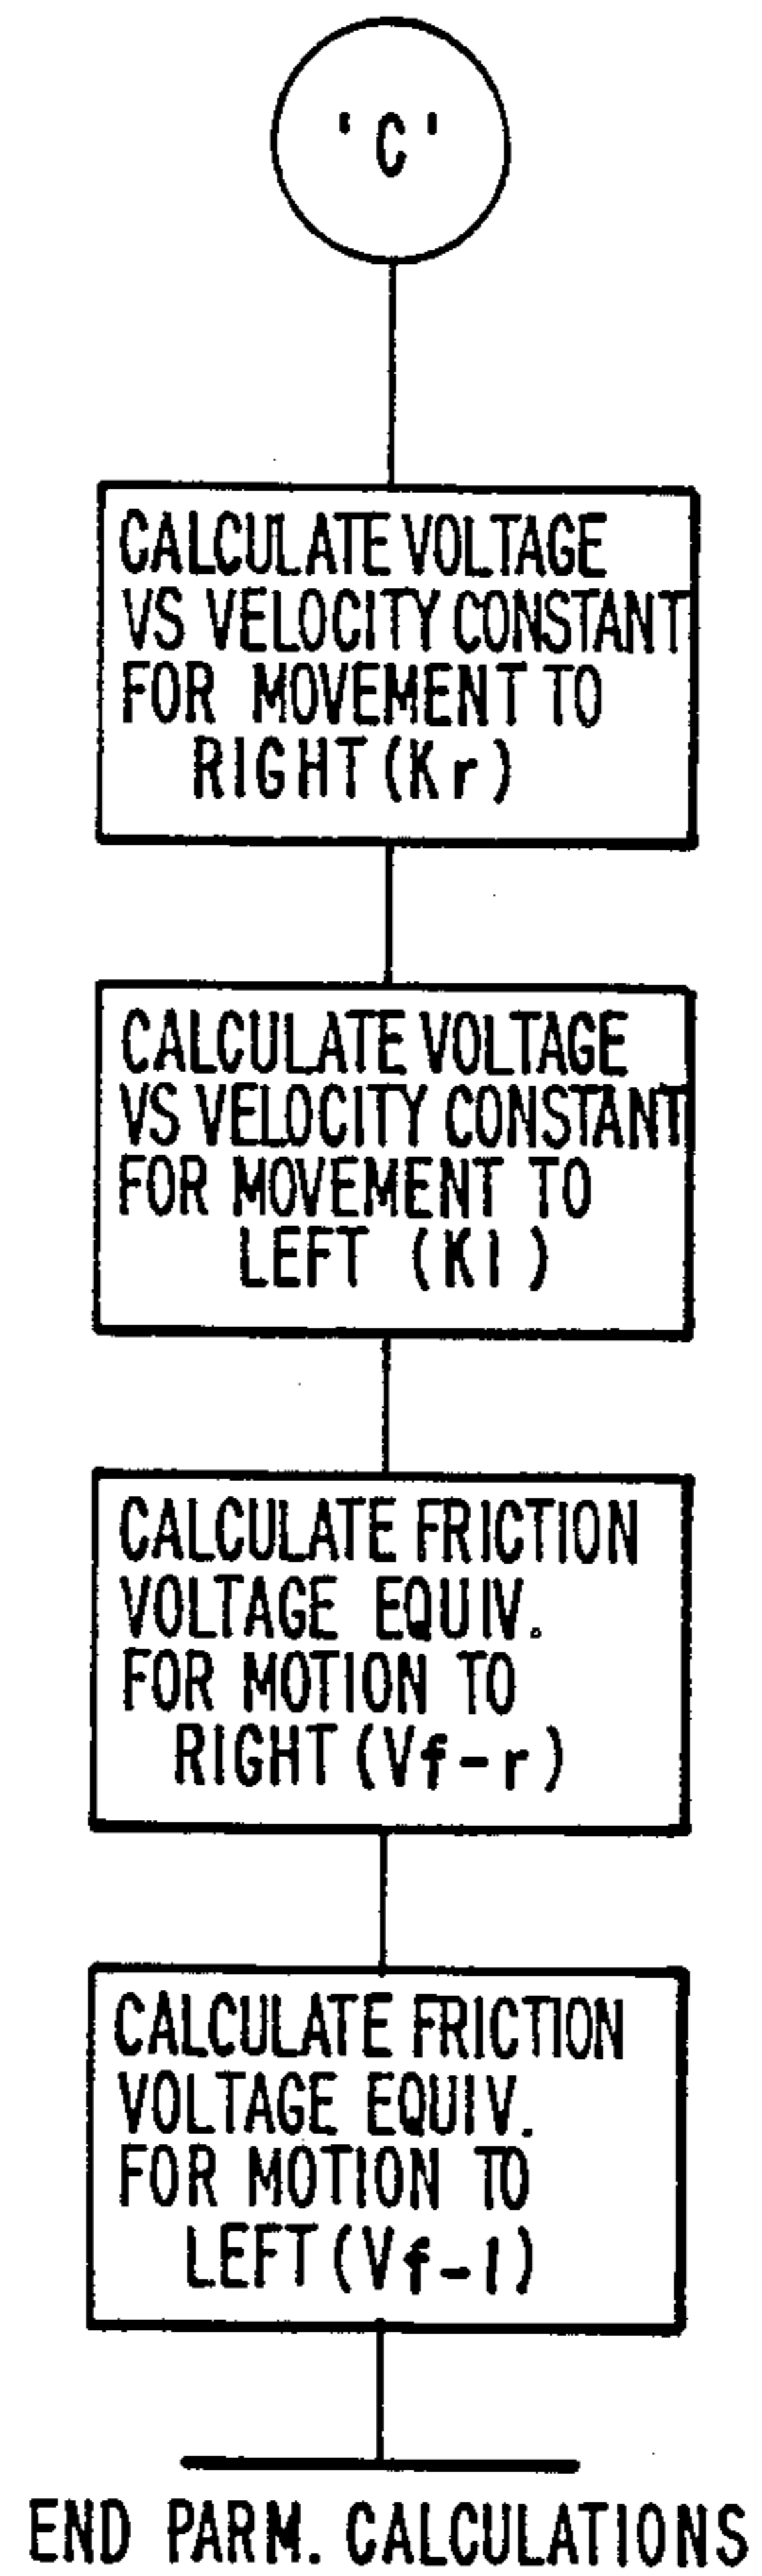 'C'
CALCULATE VOLTAGE
VS VELOCITY CONSTANT
FOR MOVEMENT TO
RIGHT (Kr)
CALCULATE VOLTAGE
VS VELOCITY CONSTANT
FOR MOVEMENT TO
LEFT (Kl)
CALCULATE FRICTION
VOLTAGE EQUIV.
FOR MOTION TO
RIGHT (Vf-r)
CALCULATE FRICTION
VOLTAGE EQUIV.
FOR MOTION TO
LEFT (Vf-l)
END PARM. CALCULATIONS